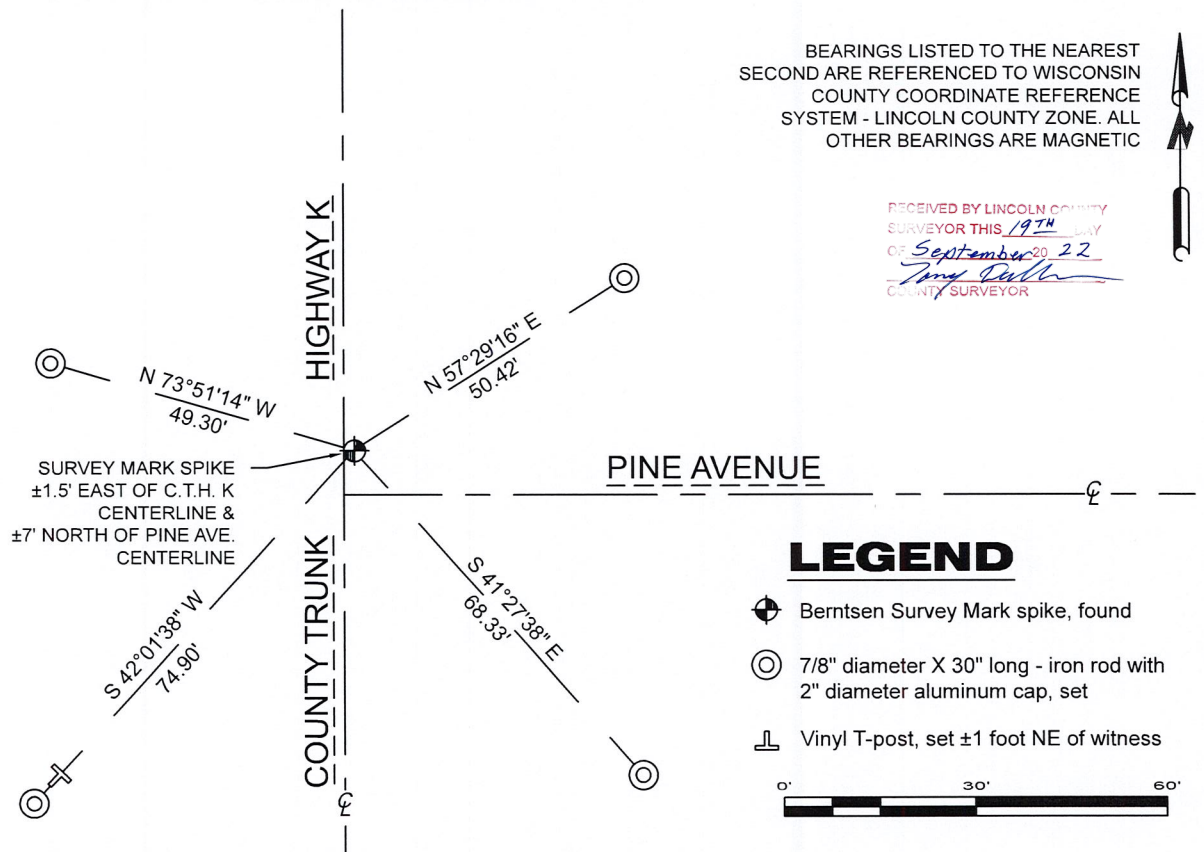 BEARINGS LISTED TO THE NEAREST
SECOND ARE REFERENCED TO WISCONSIN
COUNTY COORDINATE REFERENCE
SYSTEM - LINCOLN COUNTY ZONE. ALL
OTHER BEARINGS ARE MAGNETIC
N
RECEIVED BY LINCOLN COUNTY
SURVEYOR THIS 19TH DAY
OF September 20 22
COUNTY SURVEYOR
HIGHWAY K
N 57°29'16" E
50.42'
N 73°51'14" W
49.30'
SURVEY MARK SPIKE
±1.5' EAST OF C.T.H. K
CENTERLINE &
±7' NORTH OF PINE AVE.
CENTERLINE
PINE AVENUE
℄
S 42°01'38" W
74.90'
COUNTY TRUNK
℄
S 41°27'38" E
68.33'
LEGEND
Berntsen Survey Mark spike, found
7/8" diameter X 30" long - iron rod with
2" diameter aluminum cap, set
Vinyl T-post, set ±1 foot NE of witness
0' 30' 60'